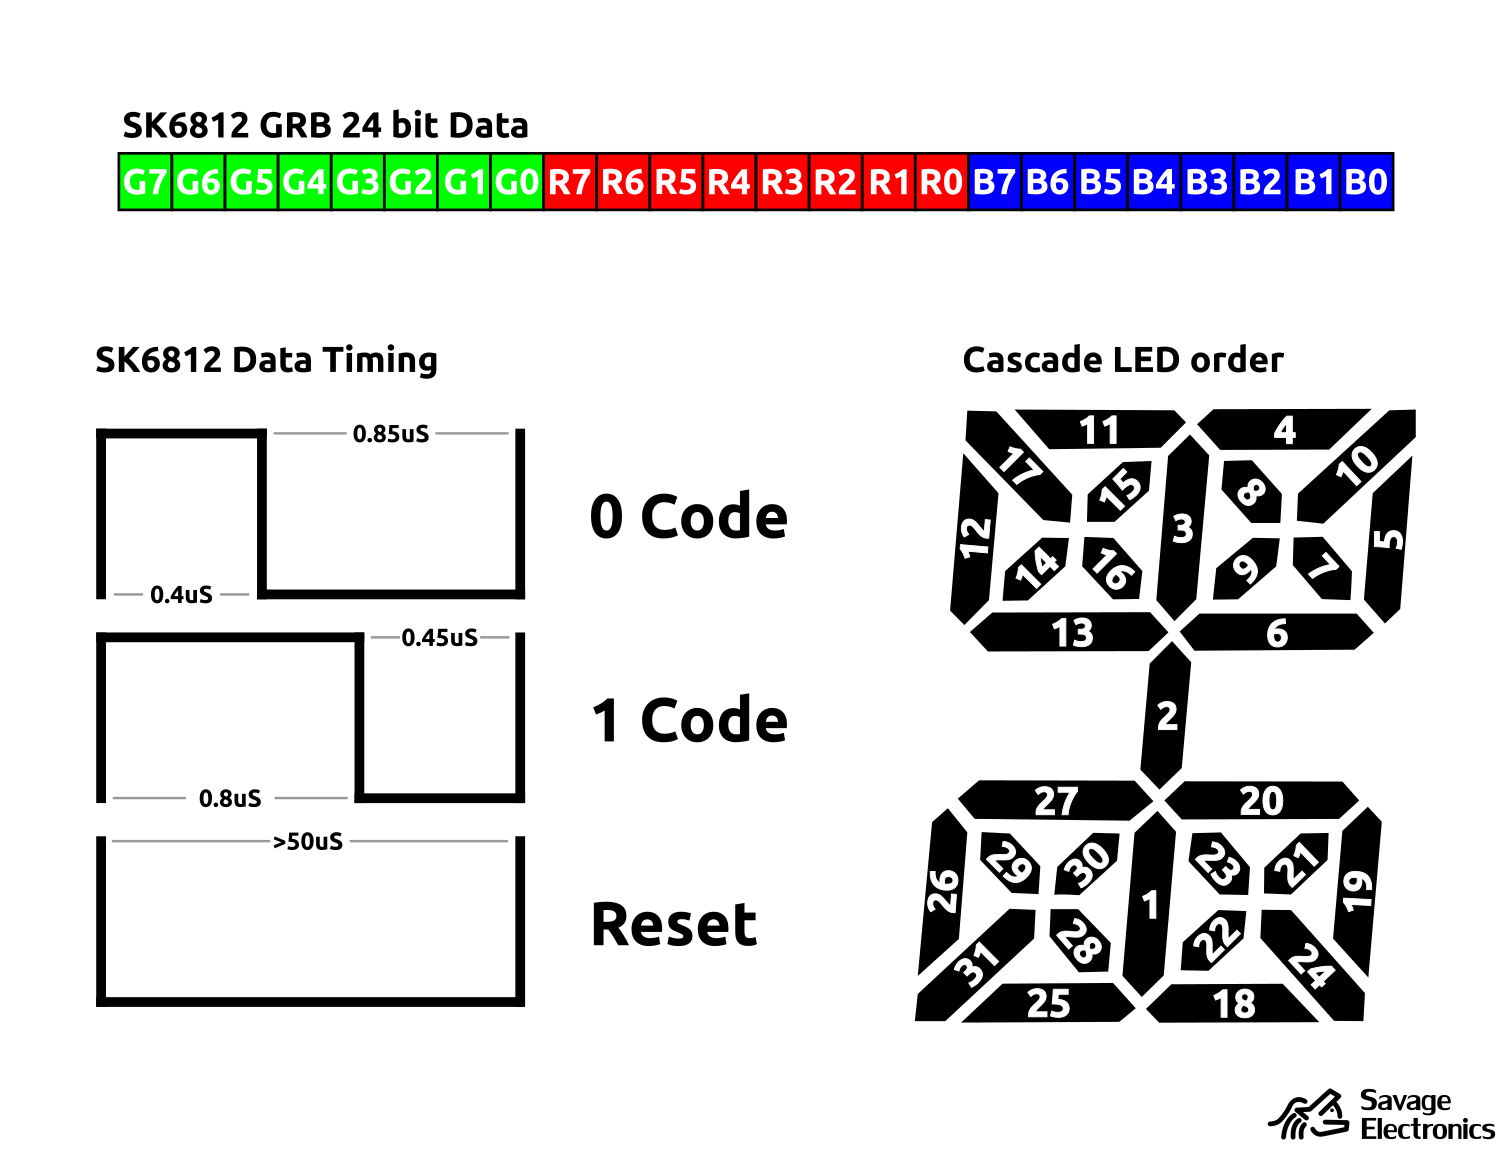 SK6812 GRB 24 bit Data
G7 G6 G5 G4 G3 G2 G1 G0 R7 R6 R5 R4 R3 R2 R1 R0 B7 B6 B5 B4 B3 B2 B1 B0
SK6812 Data Timing
0.85uS
0.4uS
0 Code
0.45uS
0.8uS
1 Code
>50uS
Reset
Cascade LED order
11 4
17 15 8 10
12 3 5
14 16 9 7
13 6
2
27 20
29 30 23 21
26 1 19
31 28 22 24
25 18
Savage
Electronics